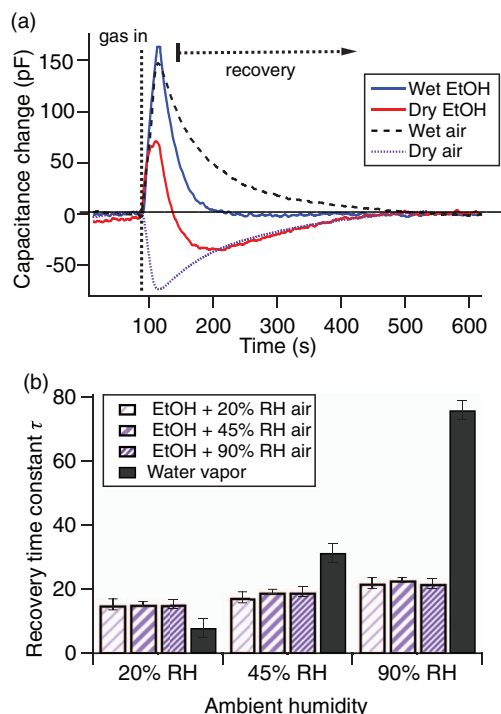 (a)
gas in
recovery
Wet EtOH
Dry EtOH
Wet air
Dry air
Capacitance change (pF)
150
100
50
0
-50
100 200 300 400 500 600
Time (s)
(b)
EtOH + 20% RH air
EtOH + 45% RH air
EtOH + 90% RH air
Water vapor
Recovery time constant τ
80
60
40
20
0
20% RH 45% RH 90% RH
Ambient humidity